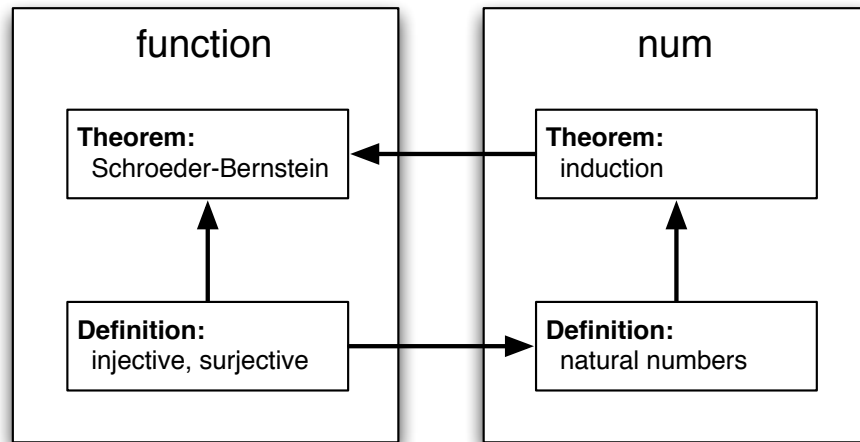 function
Theorem:
Schroeder-Bernstein
Definition:
injective, surjective
num
Theorem:
induction
Definition:
natural numbers